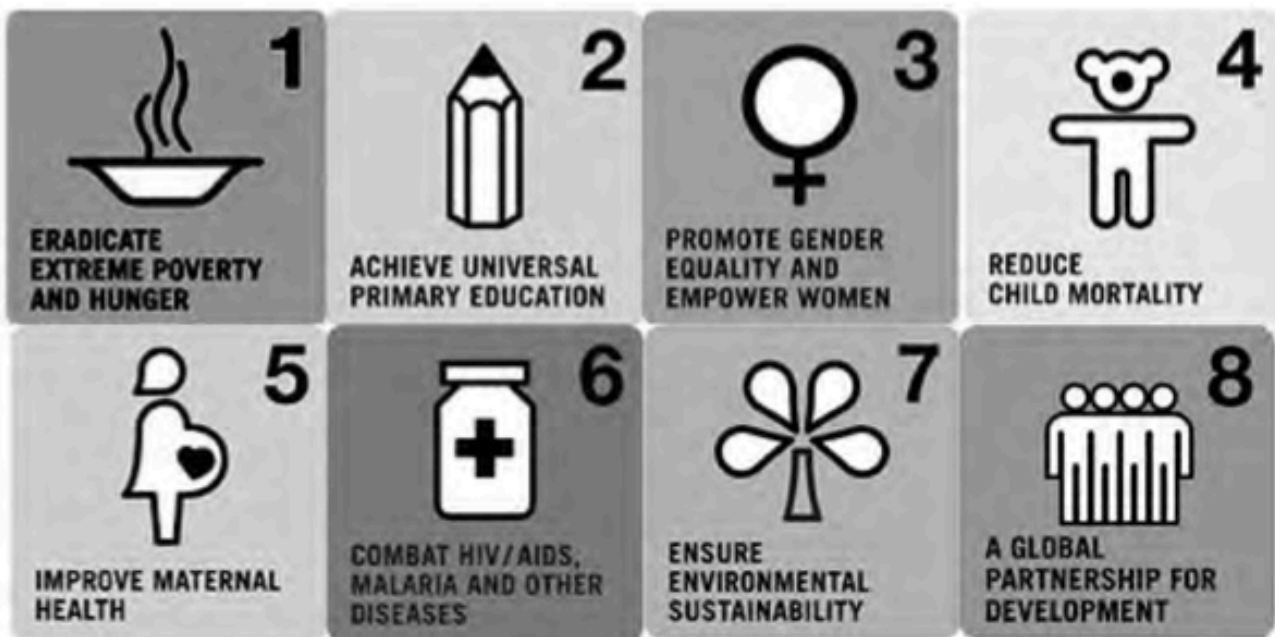 1
ERADICATE
EXTREME POVERTY
AND HUNGER
2
ACHIEVE UNIVERSAL
PRIMARY EDUCATION
3
PROMOTE GENDER
EQUALITY AND
EMPOWER WOMEN
4
REDUCE
CHILD MORTALITY
5
IMPROVE MATERNAL
HEALTH
6
COMBAT HIV/AIDS,
MALARIA AND OTHER
DISEASES
7
ENSURE
ENVIRONMENTAL
SUSTAINABILITY
8
A GLOBAL
PARTNERSHIP FOR
DEVELOPMENT